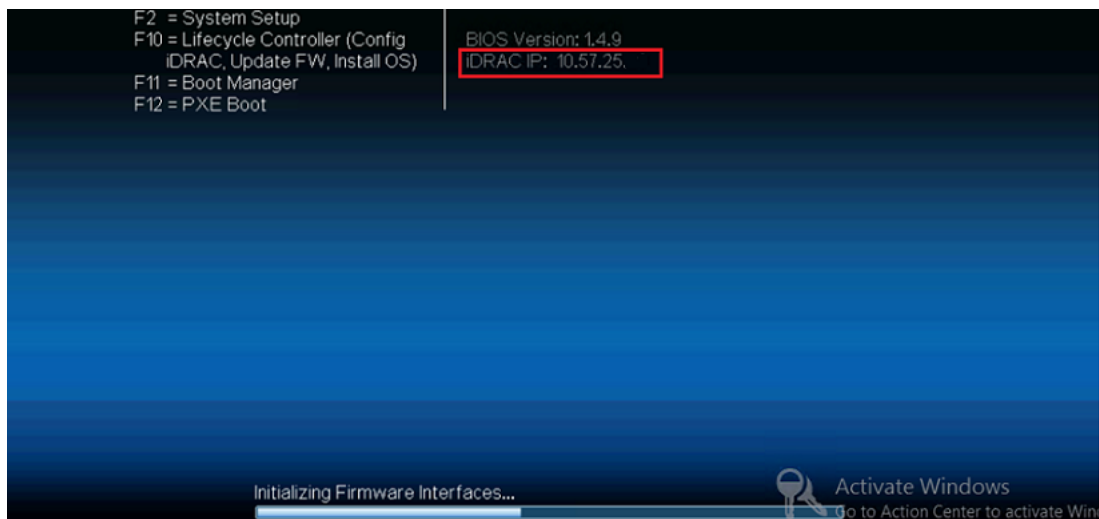 F2 = System Setup
F10 = Lifecycle Controller (Config
iDRAC, Update FW, Install OS)
F11 = Boot Manager
F12 = PXE Boot
BIOS Version: 1.4.9
iDRAC IP: 10.57.25.
Initializing Firmware Interfaces...
Activate Windows
Go to Action Center to activate Win